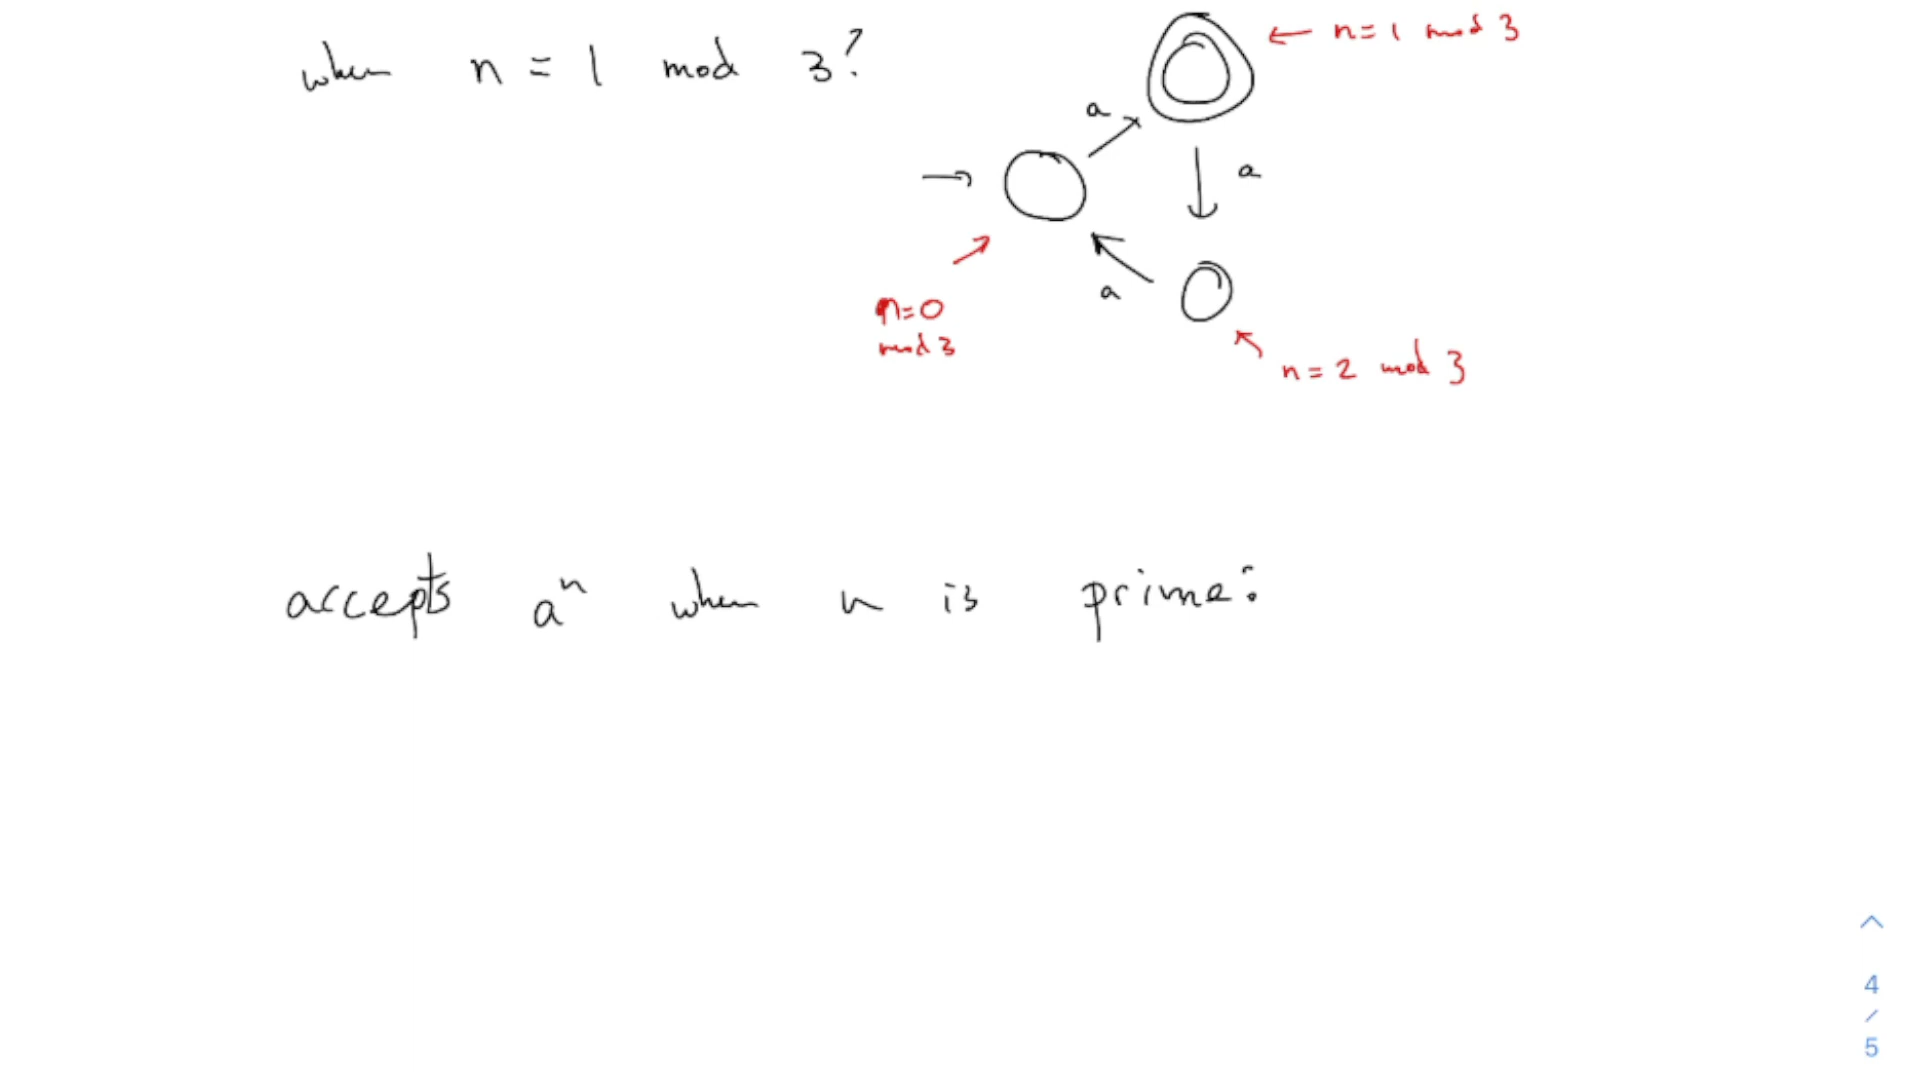 n=1 mod 3
when n = 1 mod 3?
a
a
a
n=0
mod 3
n=2 mod 3
accepts aⁿ when n is prime:
4
/
5